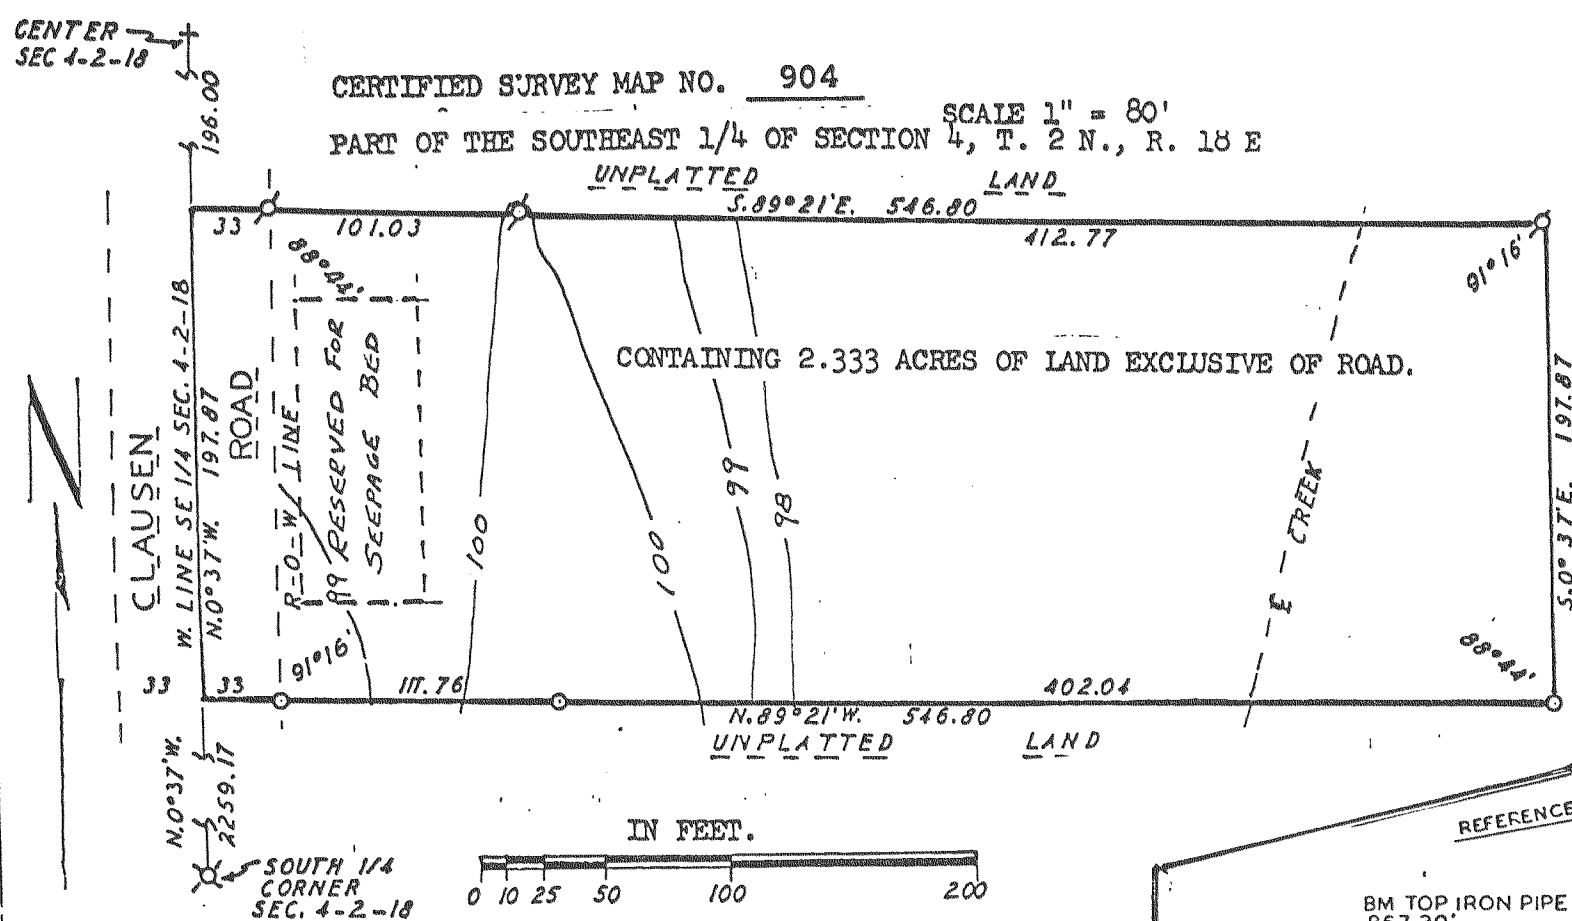 CENTER
SEC 4-2-18
196.00
CERTIFIED SURVEY MAP NO. 904
SCALE 1" = 80'
PART OF THE SOUTHEAST 1/4 OF SECTION 4, T. 2 N., R. 18 E
UNPLATTED LAND
S.89°21'E. 546.80
33
101.03
412.77
88°44'
91°16'
CONTAINING 2.333 ACRES OF LAND EXCLUSIVE OF ROAD.
CLAUSEN
ROAD
W. LINE SE 1/4 SEC. 4-2-18
N.0°37'W. 197.87
R-O-W LINE
RESERVED FOR
SEEPAGE BED
99
100
100
99
98
CREEK
S.0°37'E. 197.87
91°16'
88°44'
33
33
111.76
402.04
N.89°21'W. 546.80
UNPLATTED LAND
N.0°37'W.
2259.17
SOUTH 1/4
CORNER
SEC. 4-2-18
IN FEET.
0 10 25 50 100 200
REFERENCE
BM TOP IRON PIPE